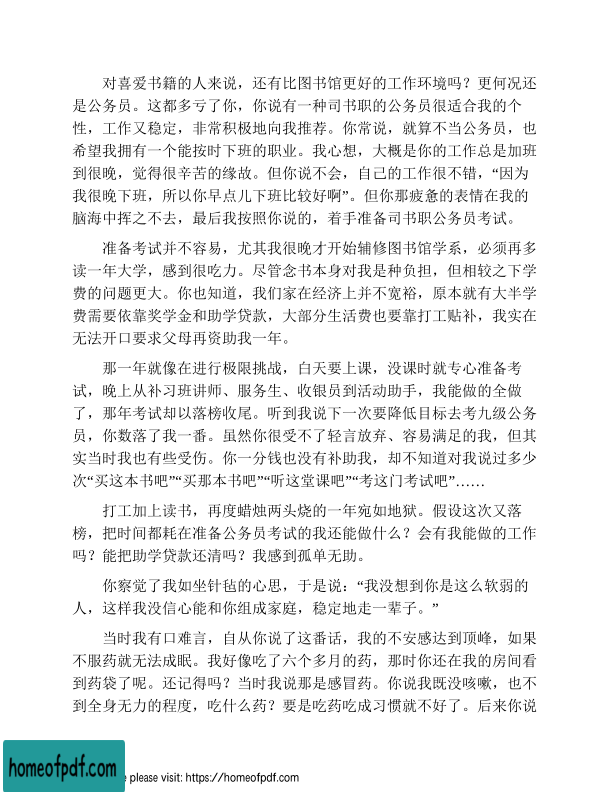 对喜爱书籍的人来说，还有比图书馆更好的工作环境吗？更何况还
是公务员。这都多亏了你，你说有一种司书职的公务员很适合我的个
性，工作又稳定，非常积极地向我推荐。你常说，就算不当公务员，也
希望我拥有一个能按时下班的职业。我心想，大概是你的工作总是加班
到很晚，觉得很辛苦的缘故。但你说不会，自己的工作很不错，“因为
我很晚下班，所以你早点儿下班比较好啊”。但你那疲惫的表情在我的
脑海中挥之不去，最后我按照你说的，着手准备司书职公务员考试。
准备考试并不容易，尤其我很晚才开始辅修图书馆学系，必须再多
读一年大学，感到很吃力。尽管念书本身对我是种负担，但相较之下学
费的问题更大。你也知道，我们家在经济上并不宽裕，原本就有大半学
费需要依靠奖学金和助学贷款，大部分生活费也要靠打工贴补，我实在
无法开口要求父母再资助我一年。
那一年就像在进行极限挑战，白天要上课，没课时就专心准备考
试，晚上从补习班讲师、服务生、收银员到活动助手，我能做的全做
了，那年考试却以落榜收尾。听到我说下一次要降低目标去考九级公务
员，你数落了我一番。虽然你很受不了轻言放弃、容易满足的我，但其
实当时我也有些受伤。你一分钱也没有补助我，却不知道对我说过多少
次“买这本书吧”“买那本书吧”“听这堂课吧”“考这门考试吧”……
打工加上读书，再度蜡烛两头烧的一年宛如地狱。假设这次又落
榜，把时间都耗在准备公务员考试的我还能做什么？会有我能做的工作
吗？能把助学贷款还清吗？我感到孤单无助。
你察觉了我如坐针毡的心思，于是说：“我没想到你是这么软弱的
人，这样我没信心能和你组成家庭，稳定地走一辈子。”
当时我有口难言，自从你说了这番话，我的不安感达到顶峰，如果
不服药就无法成眠。我好像吃了六个多月的药，那时你还在我的房间看
到药袋了呢。还记得吗？当时我说那是感冒药。你说我既没咳嗽，也不
到全身无力的程度，吃什么药？要是吃药吃成习惯就不好了。后来你说
homeofpdf.com
e please visit: https://homeofpdf.com